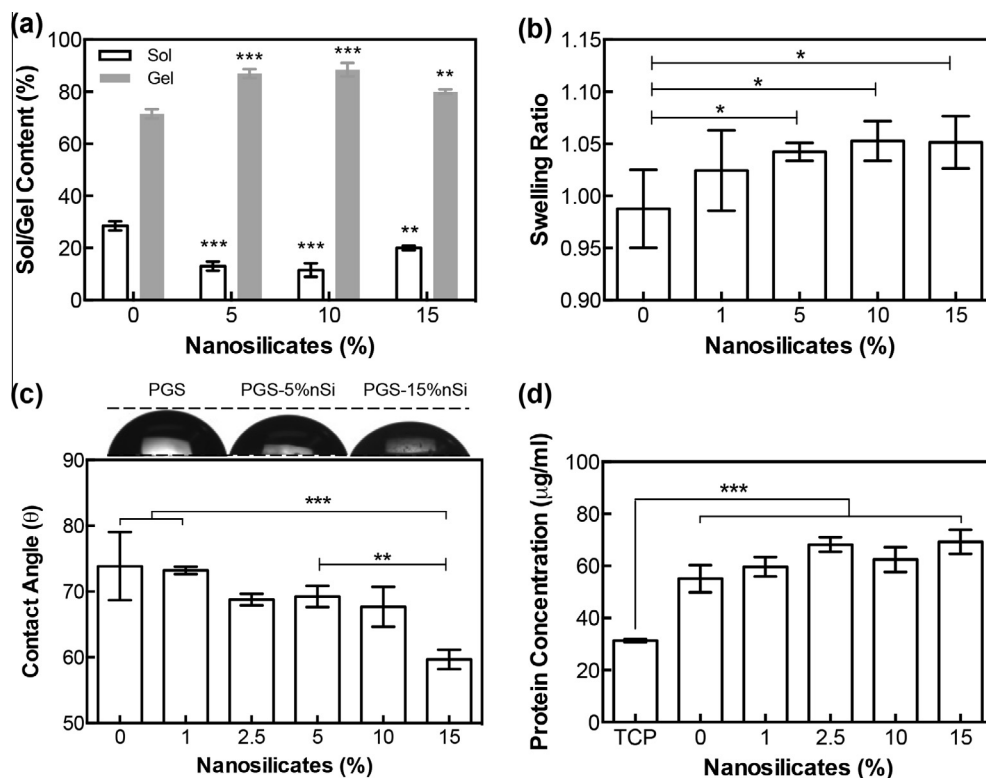 (a)
100
80
60
40
20
0
Sol/Gel Content (%)
Sol
Gel
***
***
**
***
***
**
0 5 10 15
Nanosilicates (%)
(b)
1.15
1.10
1.05
1.00
0.95
0.90
Swelling Ratio
*
*
*
0 1 5 10 15
Nanosilicates (%)
(c)
PGS PGS-5%nSi PGS-15%nSi
90
80
70
60
50
Contact Angle (θ)
***
**
0 1 2.5 5 10 15
Nanosilicates (%)
(d)
100
80
60
40
20
0
Protein Concentration (μg/ml)
***
TCP 0 1 2.5 10 15
Nanosilicates (%)